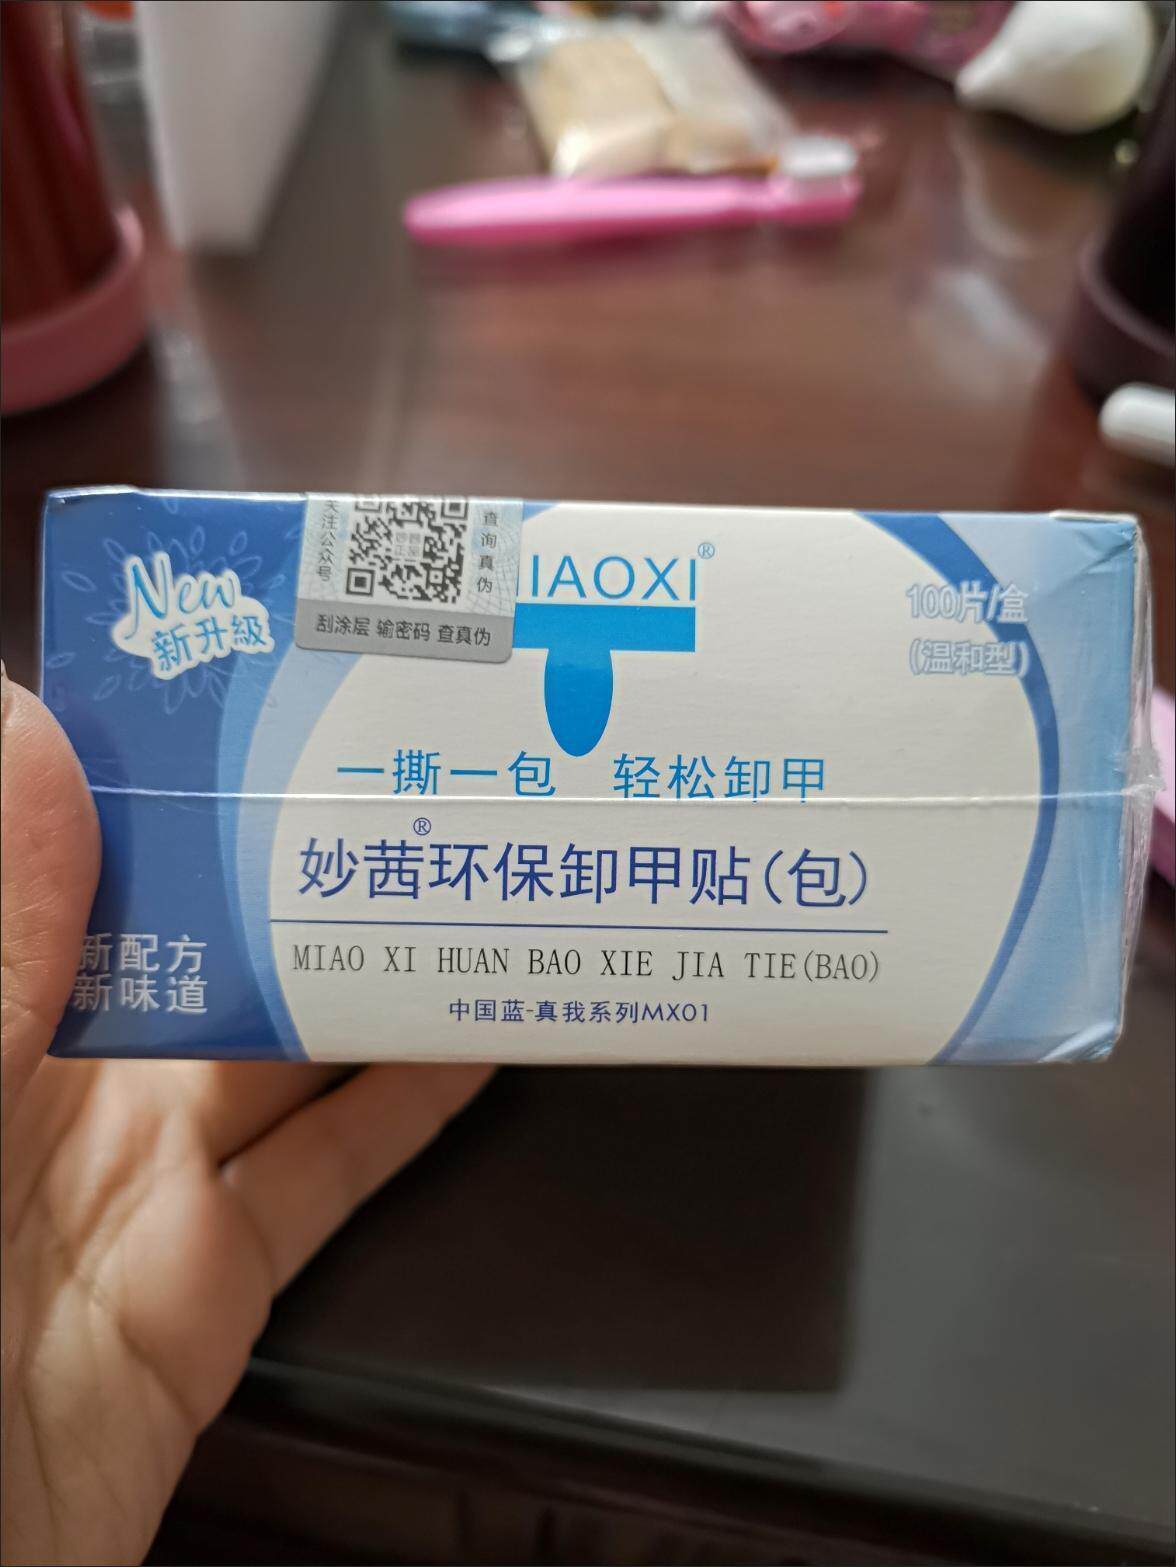 New
新升級
关注公众号
查询真伪
刮涂层 输密码 查真伪
IAOXI®
100片/盒
(温和型)
一撕一包 轻松卸甲
妙茜®环保卸甲贴(包)
MIAO XI HUAN BAO XIE JIA TIE(BAO)
中国蓝-真我系列MX01
新配方
新味道